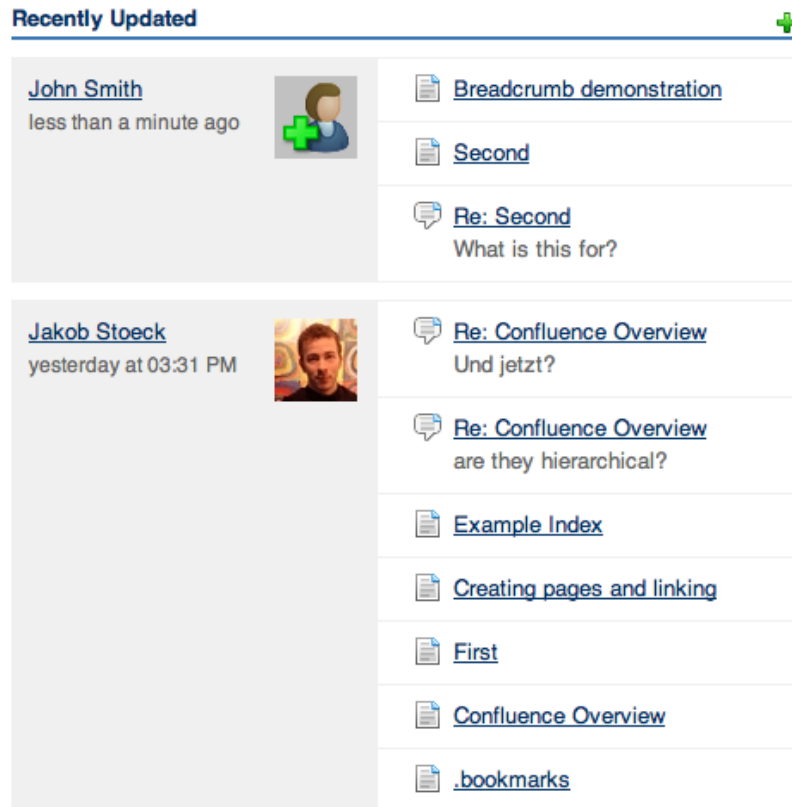 Recently Updated
John Smith
less than a minute ago
Breadcrumb demonstration
Second
Re: Second
What is this for?
Jakob Stoeck
yesterday at 03:31 PM
Re: Confluence Overview
Und jetzt?
Re: Confluence Overview
are they hierarchical?
Example Index
Creating pages and linking
First
Confluence Overview
.bookmarks